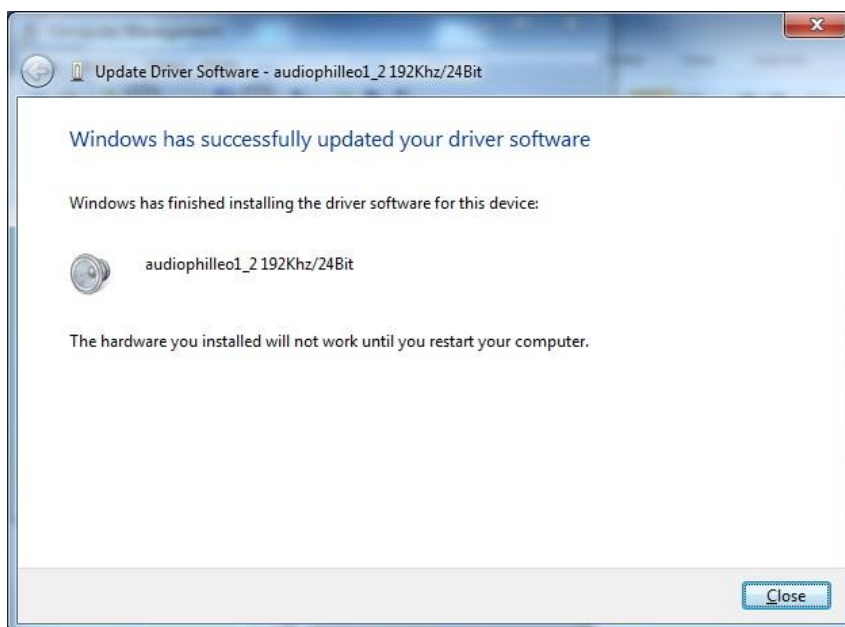 Update Driver Software - audiophilleo1_2 192Khz/24Bit
Windows has successfully updated your driver software
Windows has finished installing the driver software for this device:
audiophilleo1_2 192Khz/24Bit
The hardware you installed will not work until you restart your computer.
Close